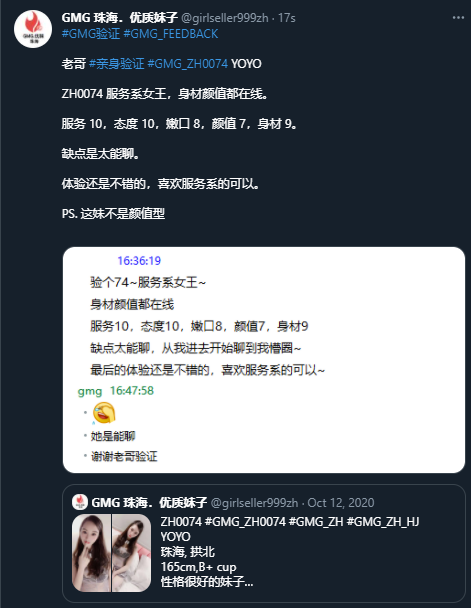 GMG 珠海．优质妹子 @girlseller999zh · 17s
#GMG验证 #GMG_FEEDBACK
老哥 #亲身验证 #GMG_ZH0074 YOYO
ZH0074 服务系女王，身材颜值都在线。
服务 10，态度 10，嫩口 8，颜值 7，身材 9。
缺点是太能聊。
体验还是不错的，喜欢服务系的可以。
PS. 这妹不是颜值型
16:36:19
验个74~服务系女王~
身材颜值都在线
服务10，态度10，嫩口8，颜值7，身材9
缺点太能聊，从我进去开始聊到我懵圈~
最后的体验还是不错的，喜欢服务系的可以~
gmg 16:47:58
她是能聊
谢谢老哥验证
GMG 珠海．优质妹子 @girlseller999zh · Oct 12, 2020
ZH0074 #GMG_ZH0074 #GMG_ZH #GMG_ZH_HJ
YOYO
珠海, 拱北
165cm,B+ cup
性格很好的妹子...